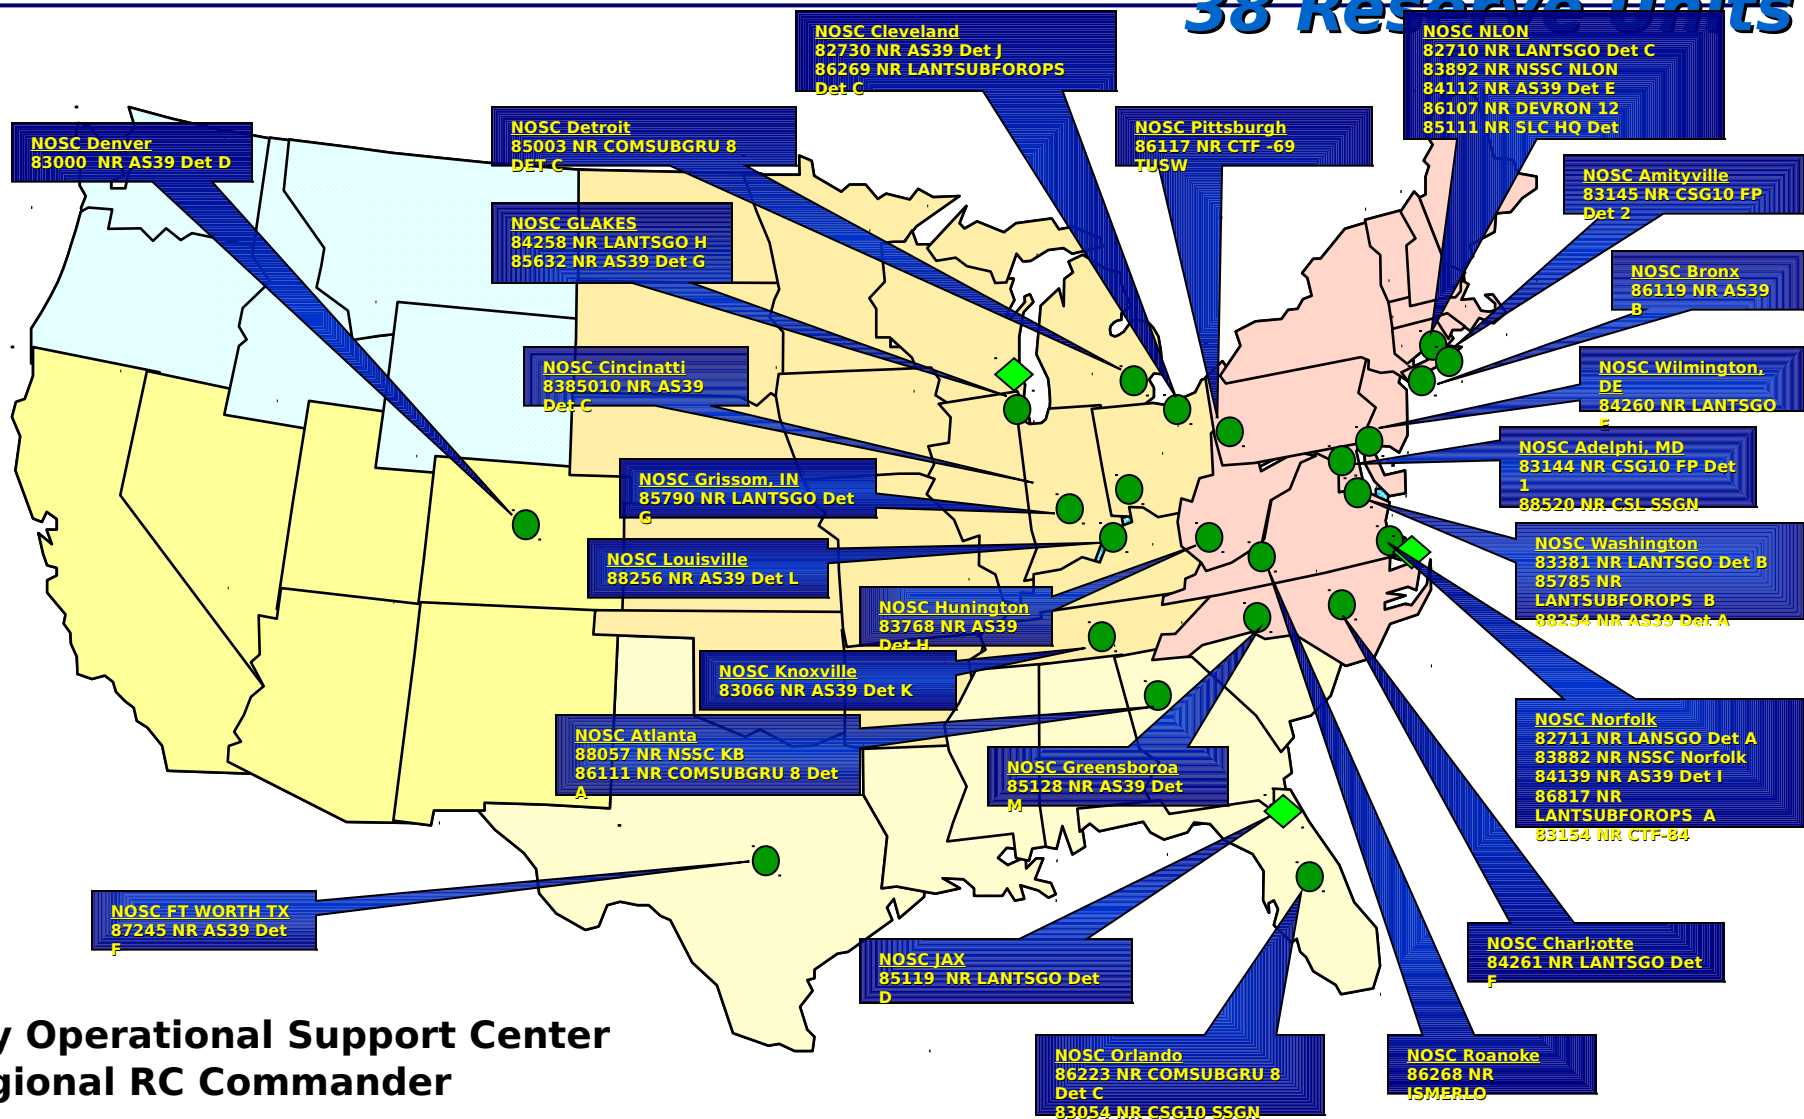 38 Reserve Units
NOSC Cleveland
82730 NR AS39 Det J
86269 NR LANTSUBFOROPS
Det C
NOSC NLON
82710 NR LANTSGO Det C
83892 NR NSSC NLON
84112 NR AS39 Det E
86107 NR DEVRON 12
85111 NR SLC HQ Det
NOSC Denver
83000  NR AS39 Det D
NOSC Detroit
85003 NR COMSUBGRU 8
DET C
NOSC Pittsburgh
86117 NR CTF -69
TUSW
NOSC Amityville
83145 NR CSG10 FP
Det 2
NOSC GLAKES
84258 NR LANTSGO H
85632 NR AS39 Det G
NOSC Bronx
86119 NR AS39
B
NOSC Cincinatti
8385010 NR AS39
Det C
NOSC Wilmington,
DE
84260 NR LANTSGO
E
NOSC Grissom, IN
85790 NR LANTSGO Det
G
NOSC Adelphi, MD
83144 NR CSG10 FP Det
1
88520 NR CSL SSGN
NOSC Louisville
88256 NR AS39 Det L
NOSC Washington
83381 NR LANTSGO Det B
85785 NR
LANTSUBFOROPS  B
88254 NR AS39 Det A
NOSC Hunington
83768 NR AS39
Det H
NOSC Knoxville
83066 NR AS39 Det K
NOSC Atlanta
88057 NR NSSC KB
86111 NR COMSUBGRU 8 Det
A
NOSC Greensboroa
85128 NR AS39 Det
M
NOSC Norfolk
82711 NR LANSGO Det A
83882 NR NSSC Norfolk
84139 NR AS39 Det I
86817 NR
LANTSUBFOROPS  A
83154 NR CTF-84
NOSC FT WORTH TX
87245 NR AS39 Det
F
NOSC JAX
85119  NR LANTSGO Det
D
NOSC Charl;otte
84261 NR LANTSGO Det
F
NOSC Orlando
86223 NR COMSUBGRU 8
Det C
83054 NR CSG10 SSGN
NOSC Roanoke
86268 NR
ISMERLO
y Operational Support Center
gional RC Commander